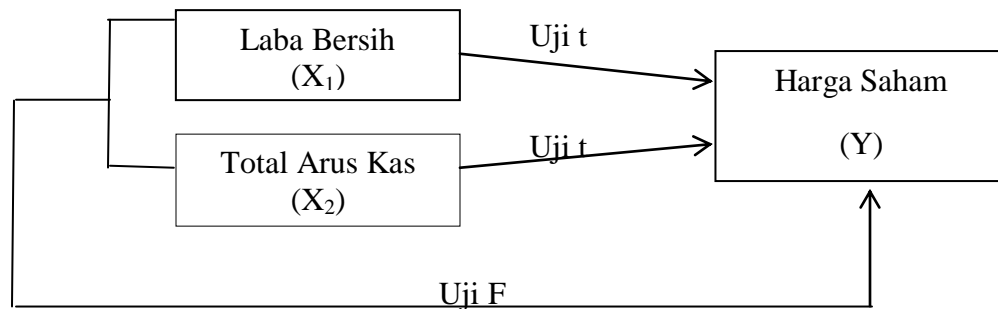 Laba Bersih
(X₁)
Uji t
Harga Saham
(Y)
Total Arus Kas
(X₂)
Uji t
Uji F